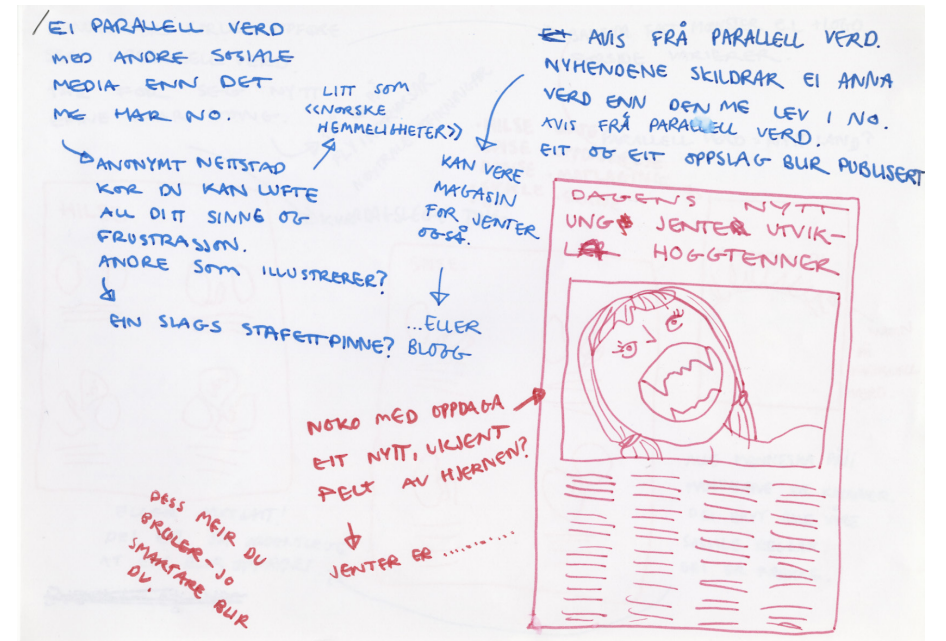 EI PARALLELL VERD
MED ANDRE SOSIALE
MEDIA ENN DET
ME HAR NO.
ANONYMT NETTSTAD
KOR DU KAN LUFTE
ALL DITT SINNE OG
FRUSTRASJON.
ANDRE SOM ILLUSTRERER?
EIN SLAGS STAFETTPINNE?
LITT SOM
«NORSKE
HEMMELIGHETER»
AVIS FRÅ PARALLELL VERD.
NYHENDENE SKILDRAR EI ANNA
VERD ENN DEN ME LEV I NO.
AVIS FRÅ PARALLELL VERD.
EIT OG EIT OPPSLAG BLIR PUBLISERT
KAN VERE
MAGASIN
FOR JENTER
OGSÅ.
...ELLER
BLOGG
DAGENS NYTT
UNGE JENTER UTVIK-
LER HOGGTENNER
NOKO MED OPPDAGA
EIT NYTT, UKJENT
FELT AV HJERNEN?
JENTER ER ..........
DESS MEIR DU
BRØLER - JO
SMARTARE BLIR
DU.